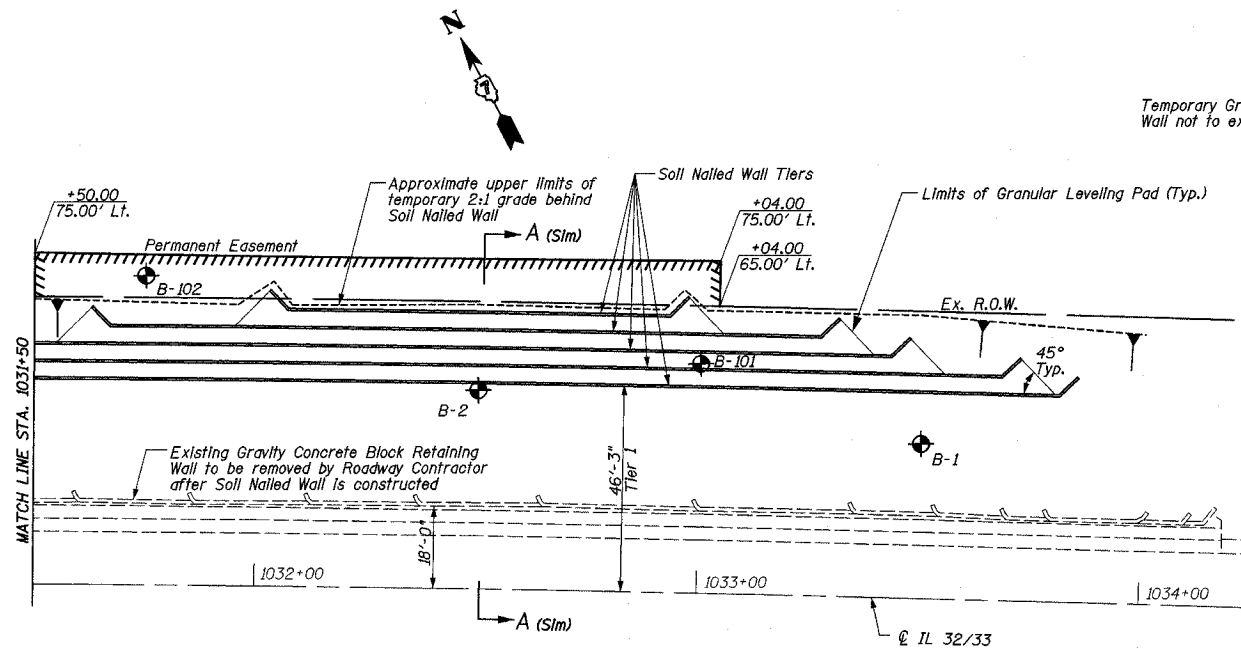 N
Temporary Gr
Wall not to ex
Soil Nailed Wall Tiers
Approximate upper limits of
temporary 2:1 grade behind
Soil Nailed Wall
Limits of Granular Leveling Pad (Typ.)
+50.00
75.00' Lt.
+04.00
75.00' Lt.
+04.00
65.00' Lt.
A (Sim)
Permanent Easement
B-102
Ex. R.O.W.
B-101
45°
Typ.
B-2
B-1
MATCH LINE STA. 1031+50
Existing Gravity Concrete Block Retaining
Wall to be removed by Roadway Contractor
after Soil Nailed Wall is constructed
46'-3"
Tier 1
18'-0"
1032+00
1033+00
1034+00
A (Sim)
℄ IL 32/33